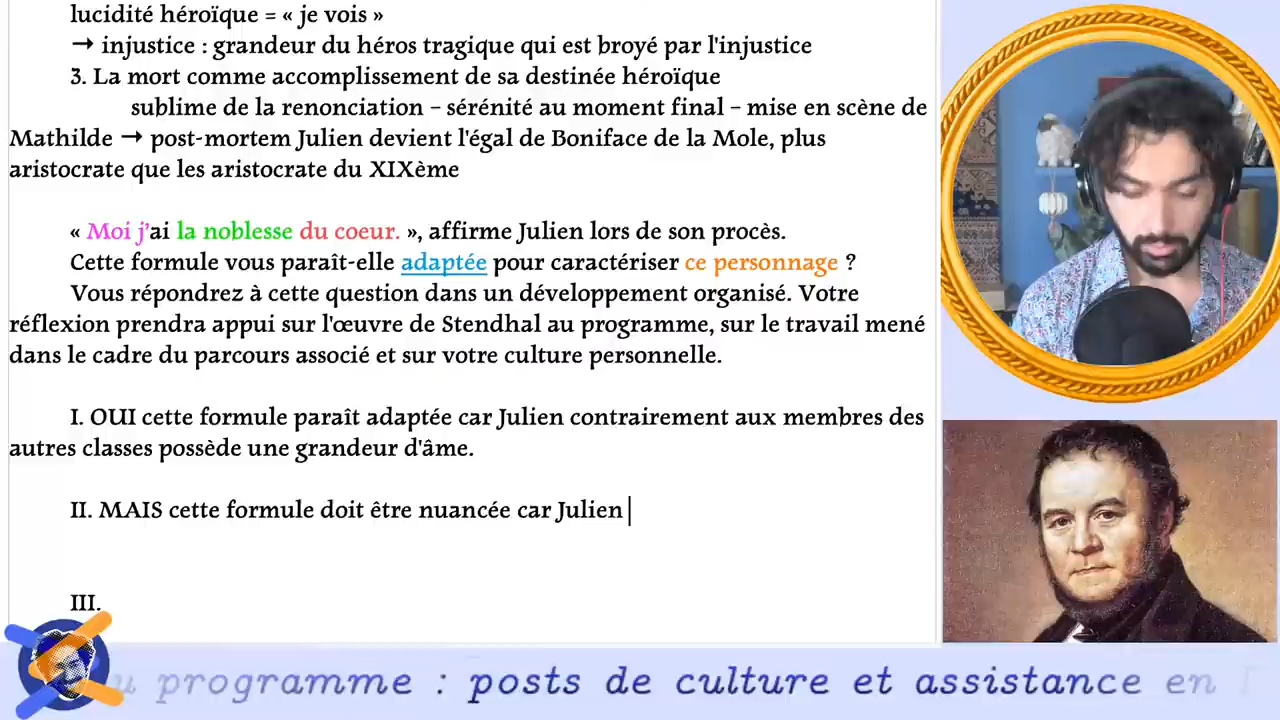 lucidité héroïque = « je vois »
→ injustice : grandeur du héros tragique qui est broyé par l'injustice
3. La mort comme accomplissement de sa destinée héroïque
sublime de la renonciation – sérénité au moment final – mise en scène de
Mathilde → post-mortem Julien devient l'égal de Boniface de la Mole, plus
aristocrate que les aristocrate du XIXème
« Moi j'ai la noblesse du coeur. », affirme Julien lors de son procès.
Cette formule vous paraît-elle adaptée pour caractériser ce personnage ?
Vous répondrez à cette question dans un développement organisé. Votre
réflexion prendra appui sur l'œuvre de Stendhal au programme, sur le travail mené
dans le cadre du parcours associé et sur votre culture personnelle.
I. OUI cette formule paraît adaptée car Julien contrairement aux membres des
autres classes possède une grandeur d'âme.
II. MAIS cette formule doit être nuancée car Julien
III.
u programme : posts de culture et assistance en